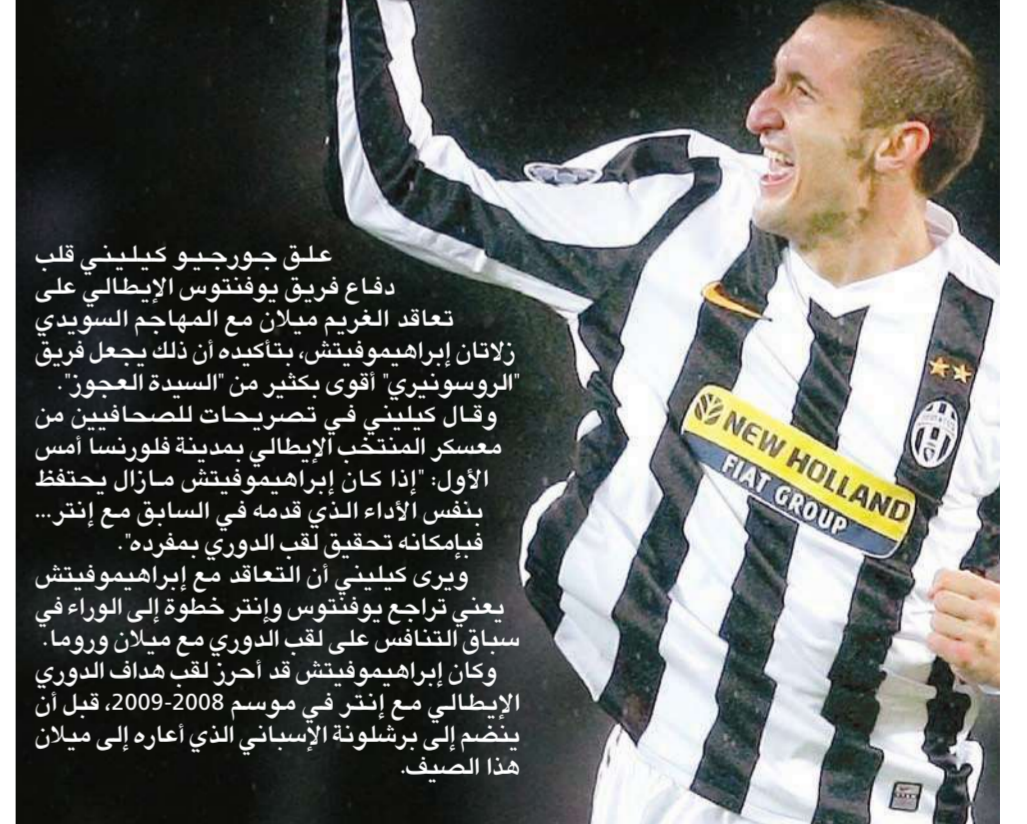 علق جورجيو كيليني قلب
دفاع فريق يوفنتوس الإيطالي على
تعاقد الغريم ميلان مع المهاجم السويدي
زلاتان إبراهيموفيتش، بتأكيده أن ذلك يجعل فريق
"الروسونيري" أقوى بكثير من "السيدة العجوز".
وقال كيليني في تصريحات للصحافيين من
معسكر المنتخب الإيطالي بمدينة فلورنسا أمس
الأول: "إذا كان إبراهيموفيتش مازال يحتفظ
بنفس الأداء الذي قدمه في السابق مع إنتر...
فبإمكانه تحقيق لقب الدوري بمفرده".
ويرى كيليني أن التعاقد مع إبراهيموفيتش
يعني تراجع يوفنتوس وإنتر خطوة إلى الوراء في
سباق التنافس على لقب الدوري مع ميلان وروما.
وكان إبراهيموفيتش قد أحرز لقب هداف الدوري
الإيطالي مع إنتر في موسم 2008-2009، قبل أن
ينضم إلى برشلونة الإسباني الذي أعاره إلى ميلان
هذا الصيف.
NEW HOLLAND
FIAT GROUP
JUVENTUS